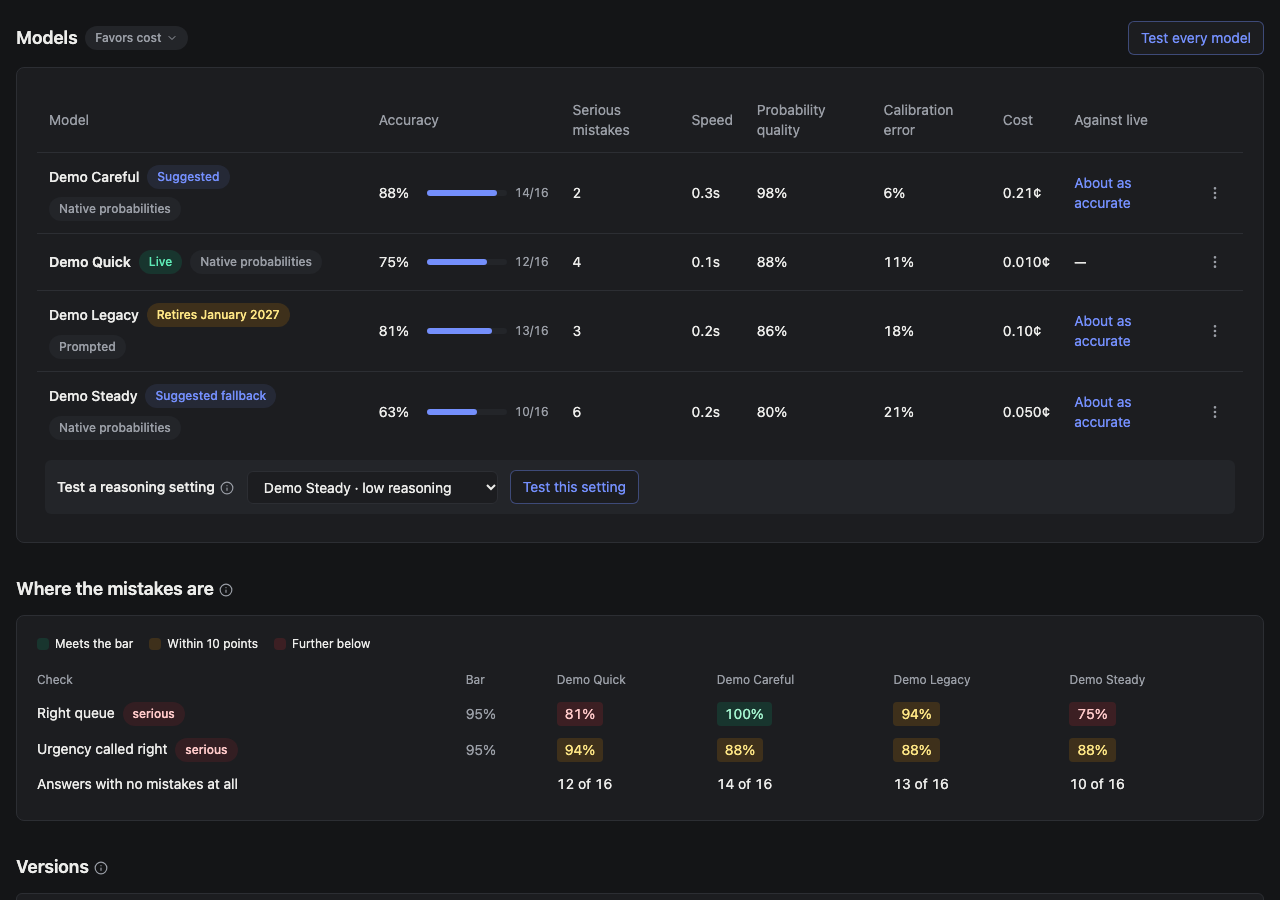 Models Favors cost Test every model
Model Accuracy Serious mistakes Speed Probability quality Calibration error Cost Against live
Demo Careful Suggested Native probabilities 88% 14/16 2 0.3s 98% 6% 0.21¢ About as accurate
Demo Quick Live Native probabilities 75% 12/16 4 0.1s 88% 11% 0.010¢ —
Demo Legacy Retires January 2027 Prompted 81% 13/16 3 0.2s 86% 18% 0.10¢ About as accurate
Demo Steady Suggested fallback Native probabilities 63% 10/16 6 0.2s 80% 21% 0.050¢ About as accurate
Test a reasoning setting Demo Steady · low reasoning Test this setting
Where the mistakes are
Meets the bar Within 10 points Further below
Check Bar Demo Quick Demo Careful Demo Legacy Demo Steady
Right queue serious 95% 81% 100% 94% 75%
Urgency called right serious 95% 94% 88% 88% 88%
Answers with no mistakes at all 12 of 16 14 of 16 13 of 16 10 of 16
Versions